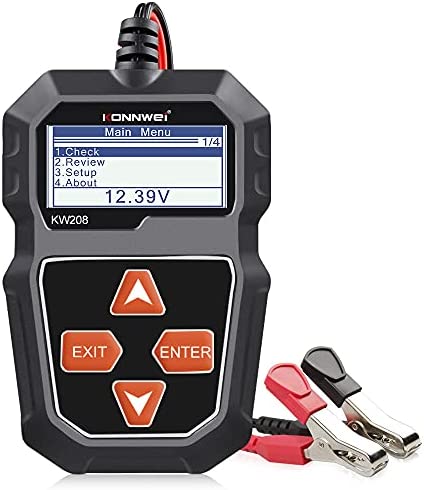 KONNWEI
Main Menu
1/4
1.Check
2.Review
3.Setup
4.About
12.39V
KW208
EXIT
ENTER